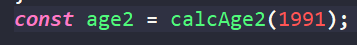 const age2 = calcAge2(1991);